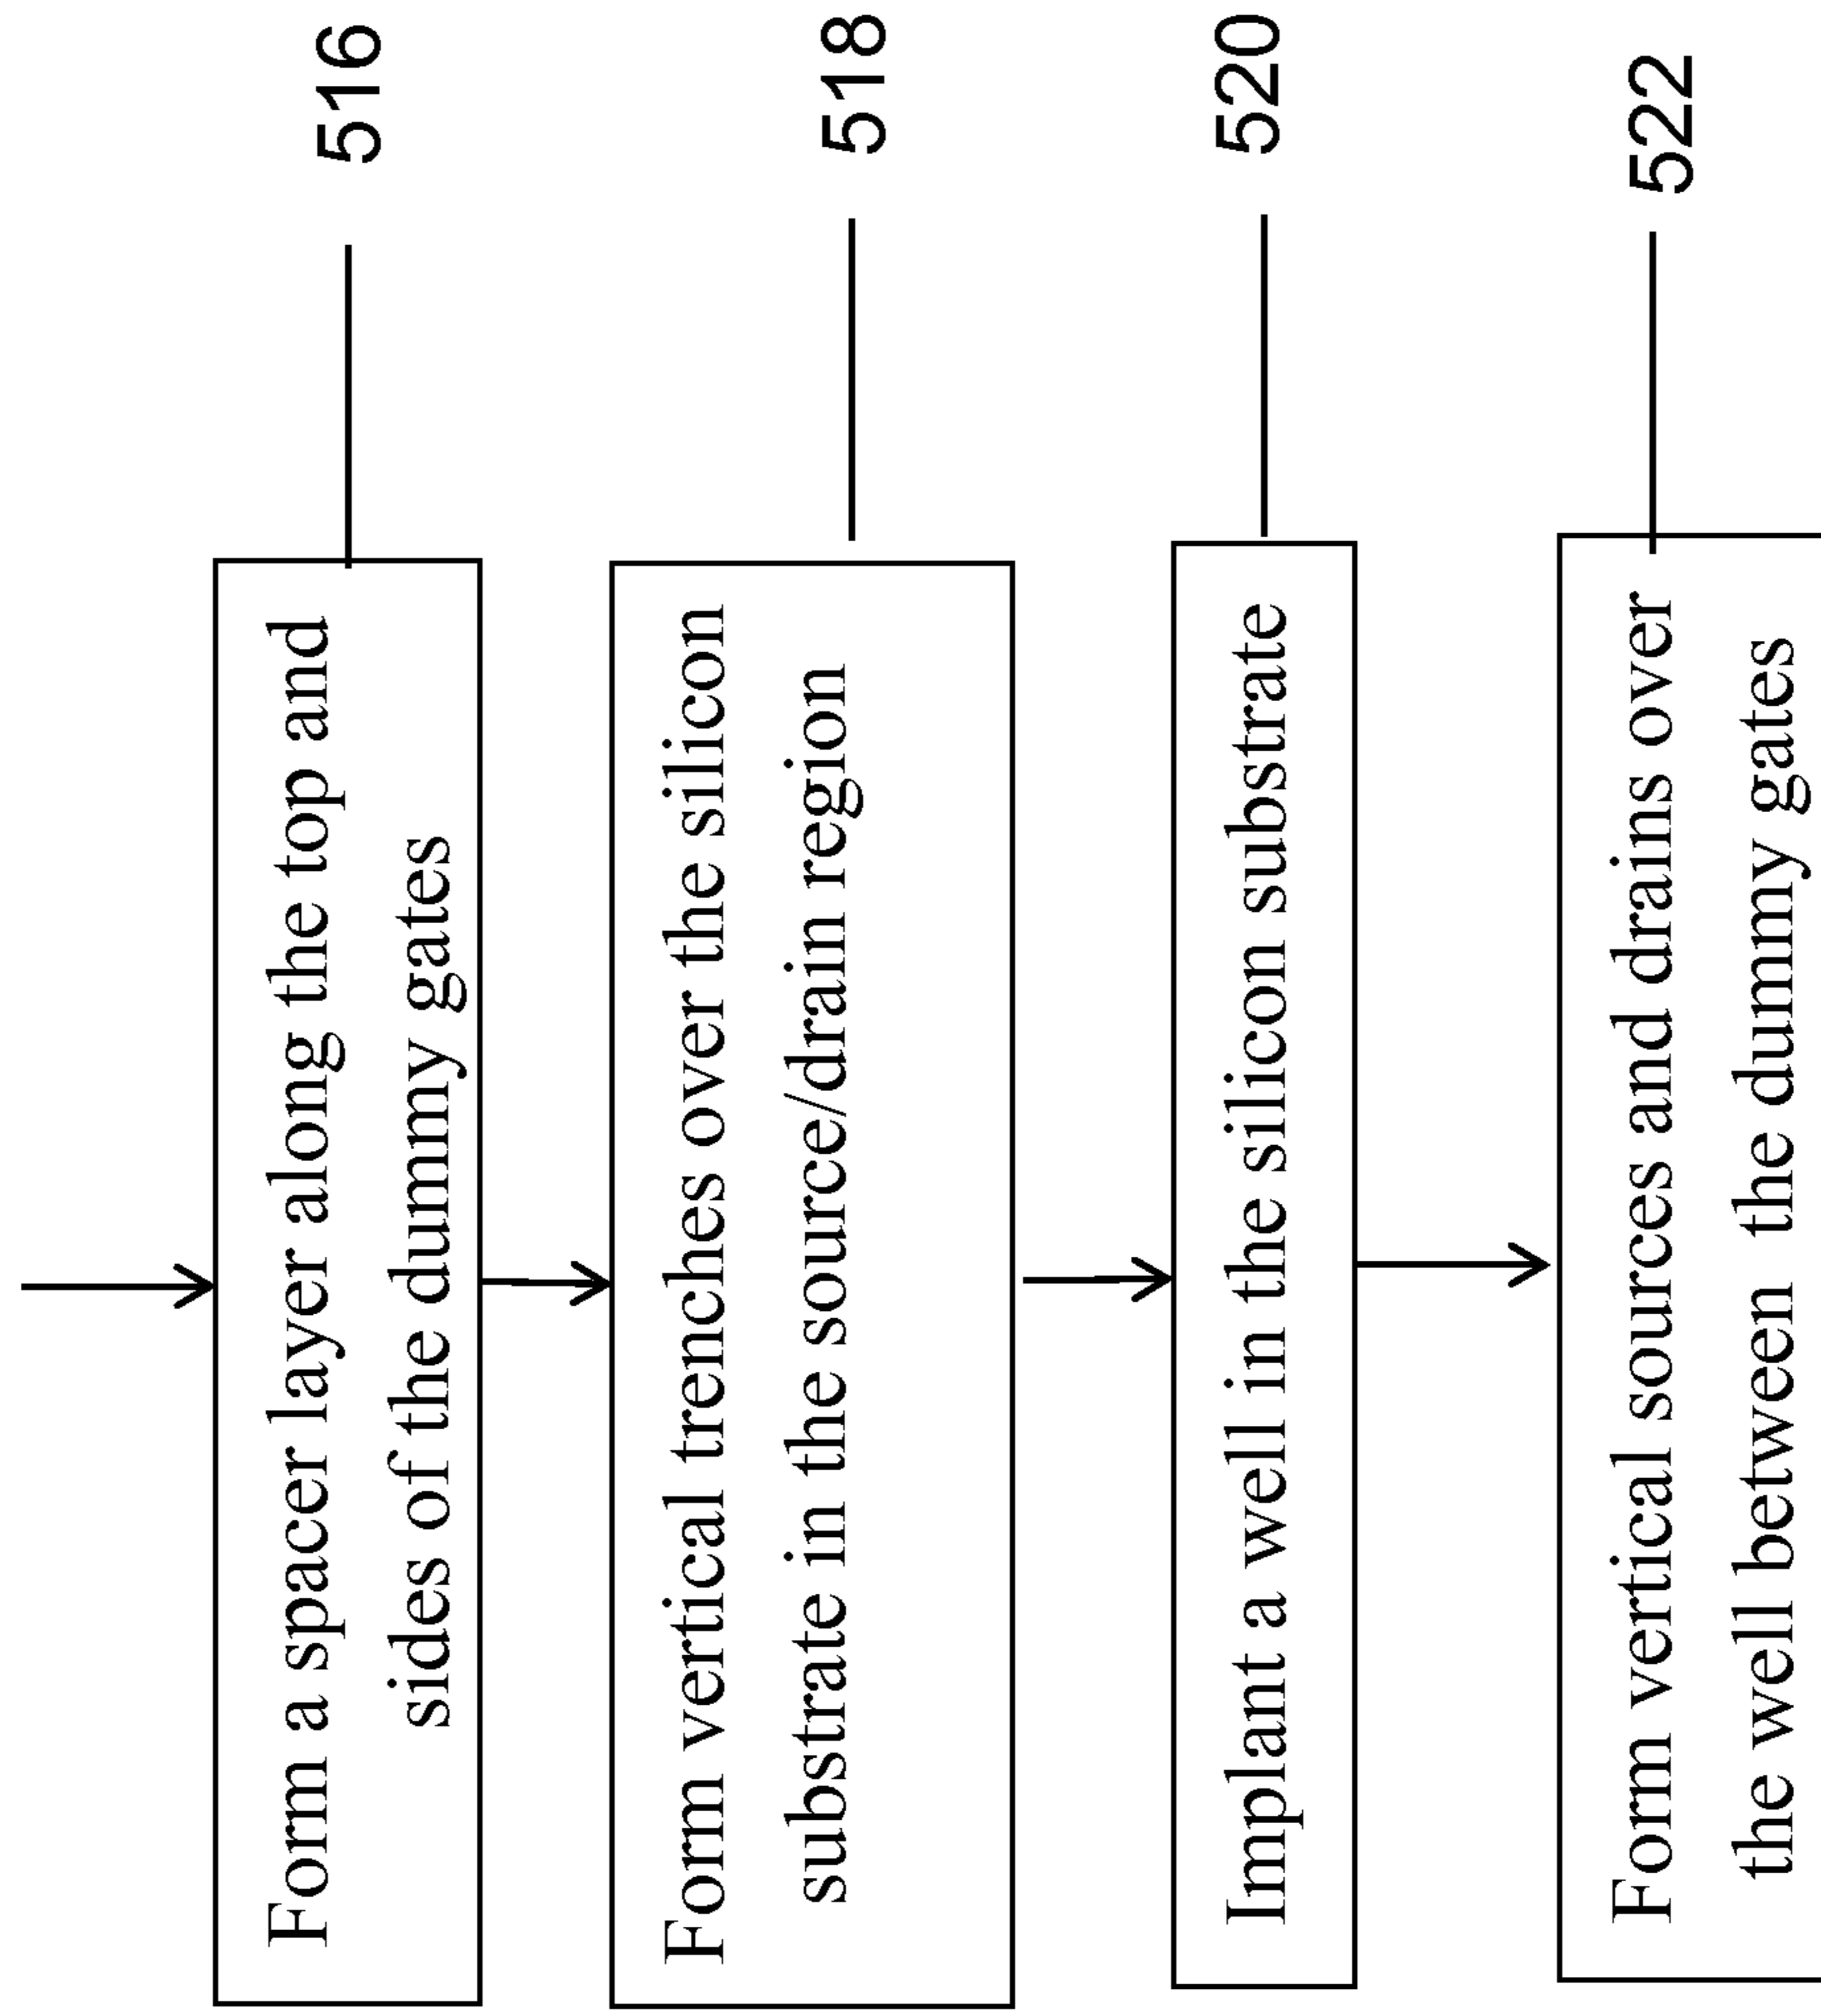 Form a spacer layer along the top and
sides of the dummy gates
516
Form vertical trenches over the silicon
substrate in the source/drain region
518
Implant a well in the silicon substrate
520
Form vertical sources and drains over
the well between the dummy gates
522